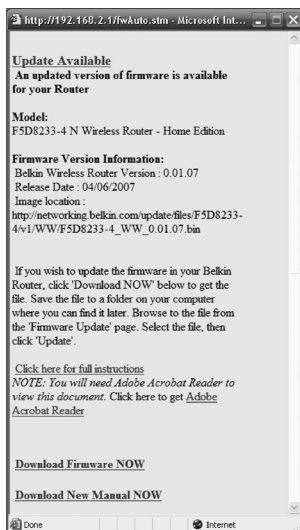 http://192.168.2.1/fwAuto.stm - Microsoft Int...
Update Available
An updated version of firmware is available
for your Router
Model:
F5D8233-4 N Wireless Router - Home Edition
Firmware Version Information:
Belkin Wireless Router Version : 0.01.07
Release Date : 04/06/2007
Image location :
http://networking.belkin.com/update/files/F5D8233-
4/v1/WW/F5D8233-4_WW_0.01.07.bin
If you wish to update the firmware in your Belkin
Router, click 'Download NOW' below to get the
file. Save the file to a folder on your computer
where you can find it later. Browse to the file from
the 'Firmware Update' page. Select the file, then
click 'Update'.
Click here for full instructions
NOTE: You will need Adobe Acrobat Reader to
view this document. Click here to get Adobe
Acrobat Reader
Download Firmware NOW
Download New Manual NOW
Done
Internet